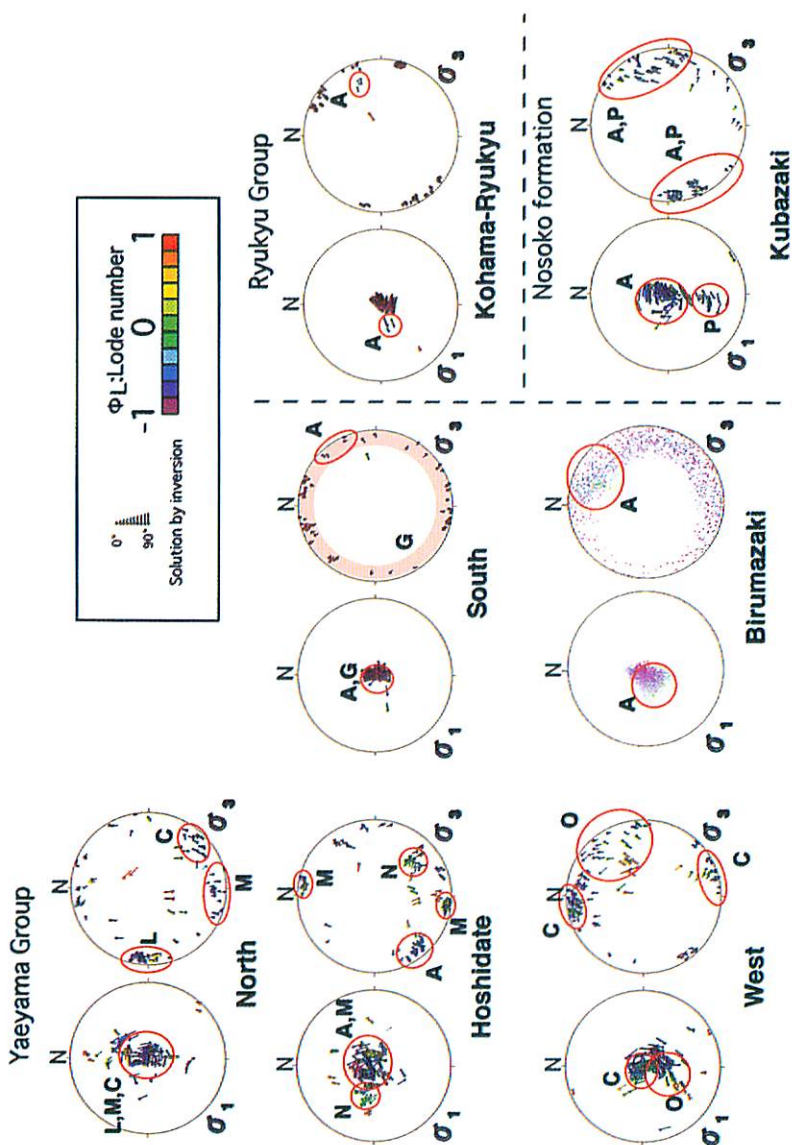 Yaeyama Group
0°
90°
Solution by inversion
ΦL:Lode number
-1 0 1
N
L,M,C
σ1
N
L
M
C
σ3
North
N
N
A,M
σ1
N
M
N
M
A
σ3
Hoshidate
N
C
O
σ1
N
C
O
C
σ3
West
N
A,G
σ1
N
A
G
σ3
South
N
A
σ1
N
A
σ3
Birumazaki
Ryukyu Group
N
A
σ1
N
A
σ3
Kohama-Ryukyu
Nosoko formation
N
A
P
σ1
N
A,P
A,P
σ3
Kubazaki